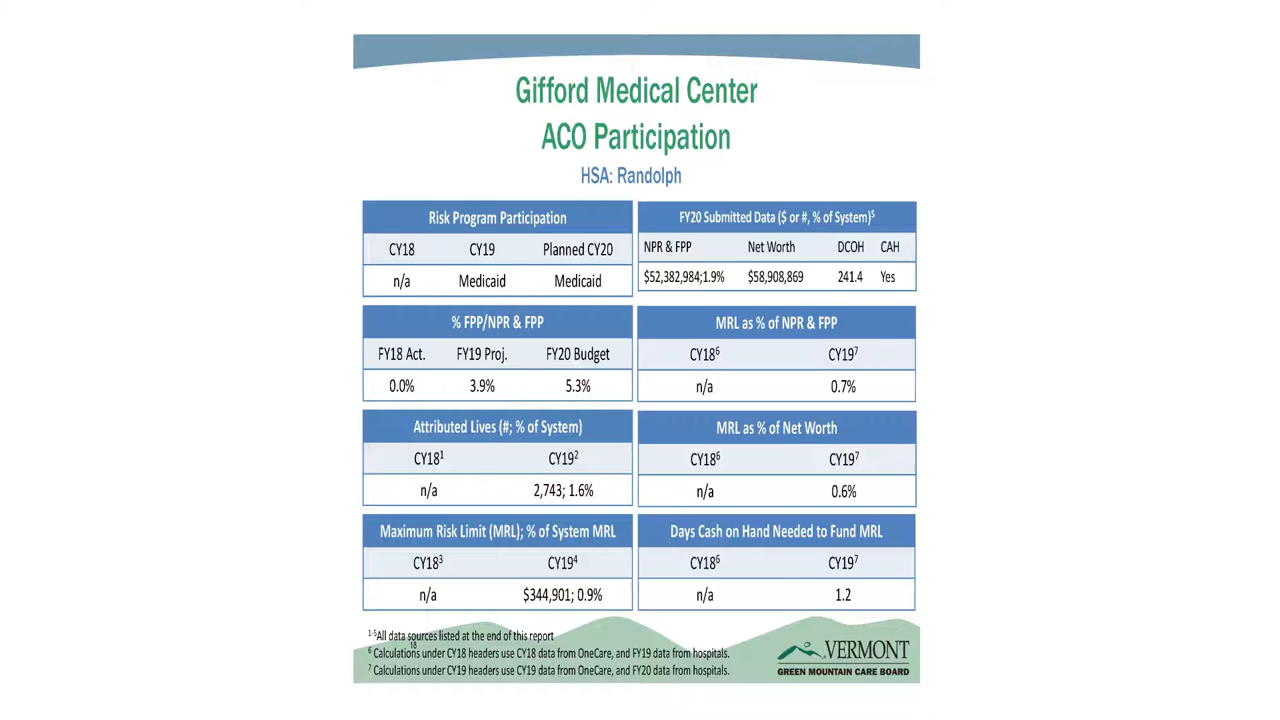 Gifford Medical Center
ACO Participation
HSA: Randolph
Risk Program Participation
CY18 CY19 Planned CY20
n/a Medicaid Medicaid
FY20 Submitted Data ($ or #, % of System)5
NPR & FPP Net Worth DCOH CAH
$52,382,984;1.9% $58,908,869 241.4 Yes
% FPP/NPR & FPP
FY18 Act. FY19 Proj. FY20 Budget
0.0% 3.9% 5.3%
MRL as % of NPR & FPP
CY186 CY197
n/a 0.7%
Attributed Lives (#; % of System)
CY181 CY192
n/a 2,743; 1.6%
MRL as % of Net Worth
CY186 CY197
n/a 0.6%
Maximum Risk Limit (MRL); % of System MRL
CY183 CY194
n/a $344,901; 0.9%
Days Cash on Hand Needed to Fund MRL
CY186 CY197
n/a 1.2
1-5All data sources listed at the end of this report
18
6 Calculations under CY18 headers use CY18 data from OneCare, and FY19 data from hospitals.
7 Calculations under CY19 headers use CY19 data from OneCare, and FY20 data from hospitals.
VERMONT
GREEN MOUNTAIN CARE BOARD